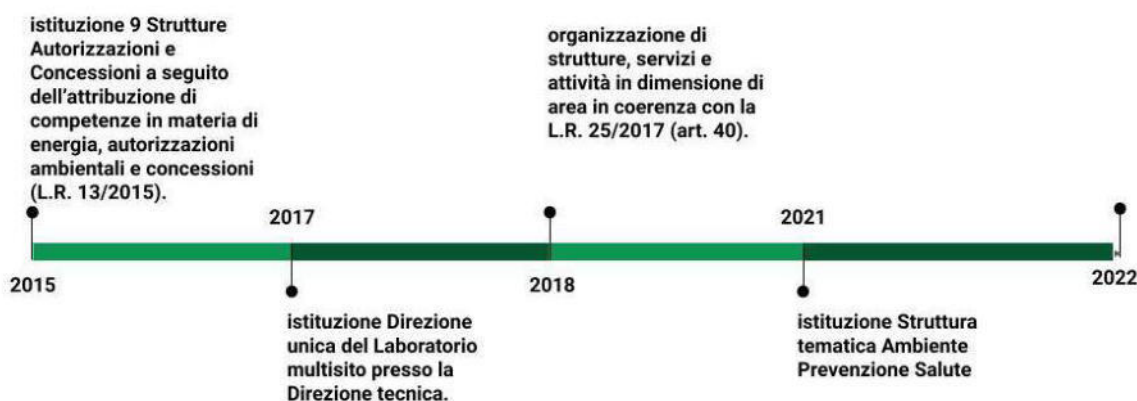 istituzione 9 Strutture
Autorizzazioni e
Concessioni a seguito
dell'attribuzione di
competenze in materia di
energia, autorizzazioni
ambientali e concessioni
(L.R. 13/2015).
organizzazione di
strutture, servizi e
attività in dimensione di
area in coerenza con la
L.R. 25/2017 (art. 40).
2017
2021
2015
2018
2022
istituzione Direzione
unica del Laboratorio
multisito presso la
Direzione tecnica.
istituzione Struttura
tematica Ambiente
Prevenzione Salute